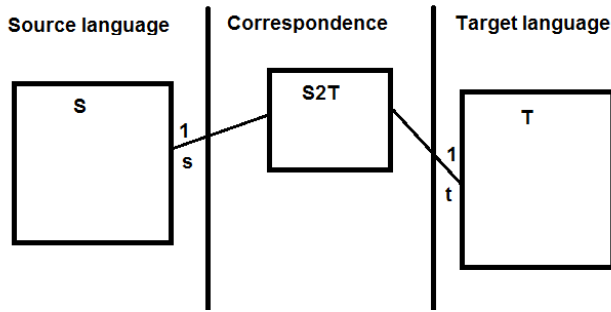 Source language
Correspondence
Target language
S
S2T
T
1
s
1
t